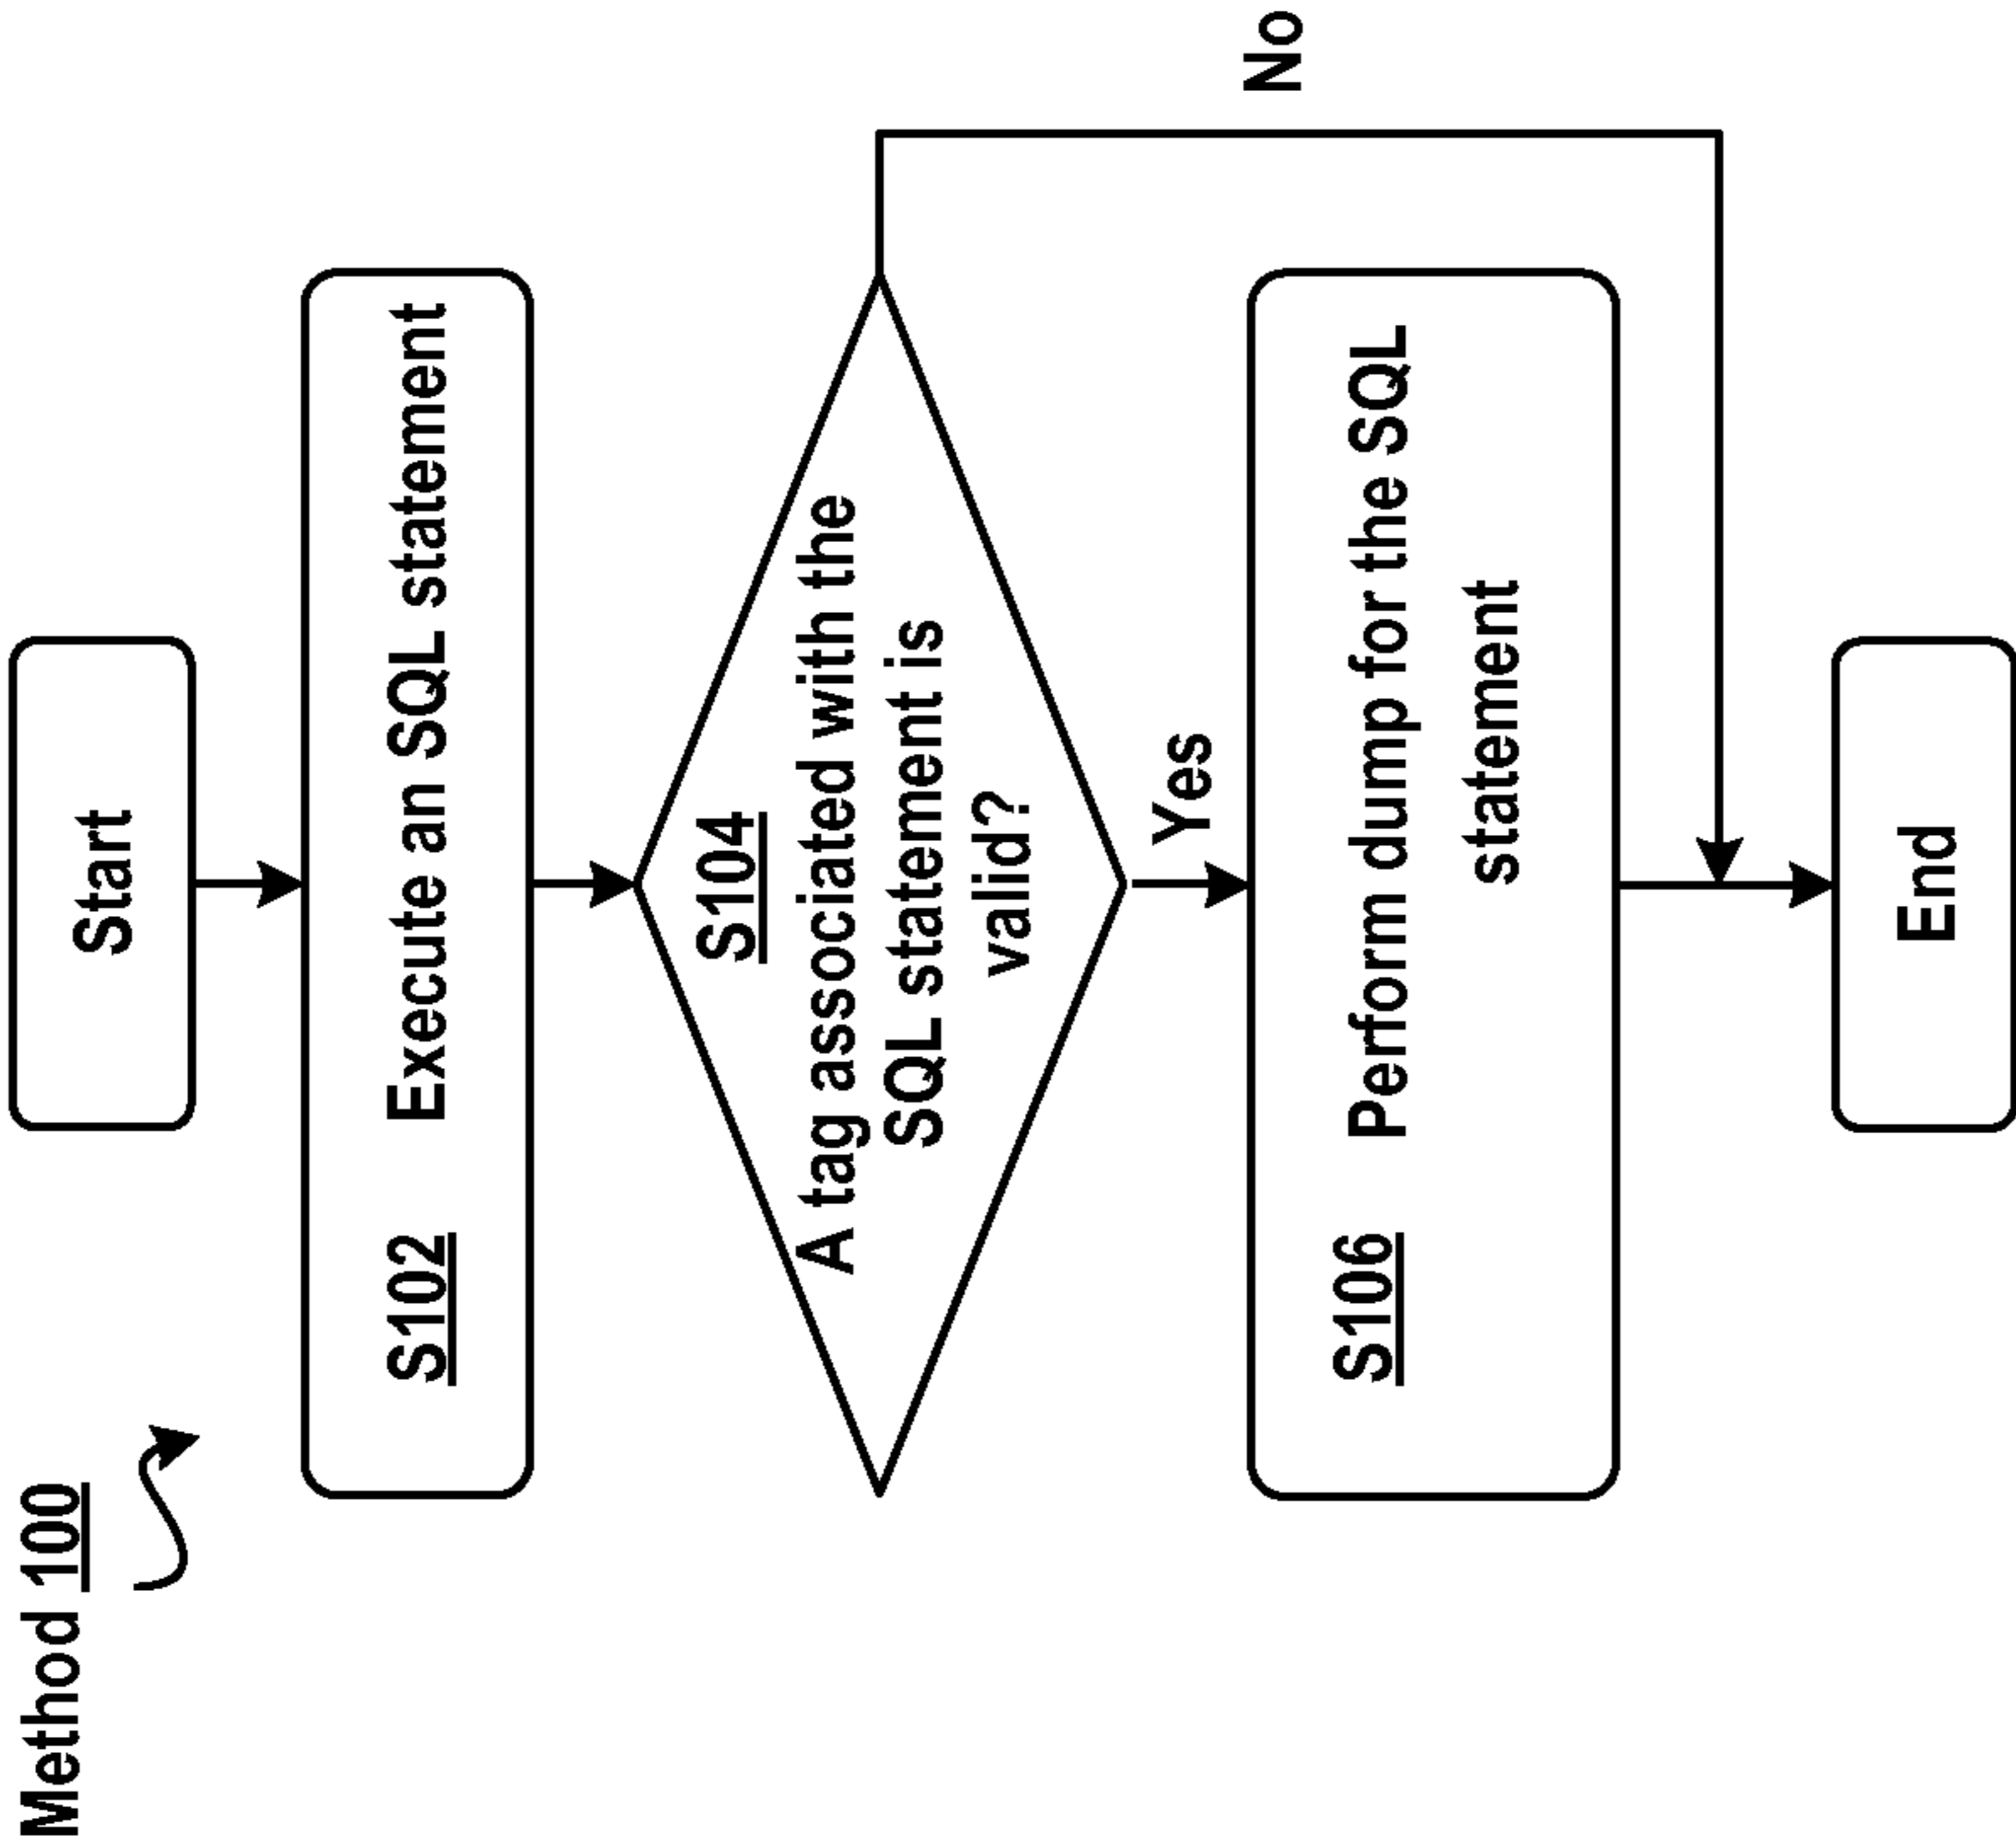 Method 100
Start
S102 Execute an SQL statement
S104
A tag associated with the
SQL statement is
valid?
Yes
No
S106 Perform dump for the SQL
statement
End